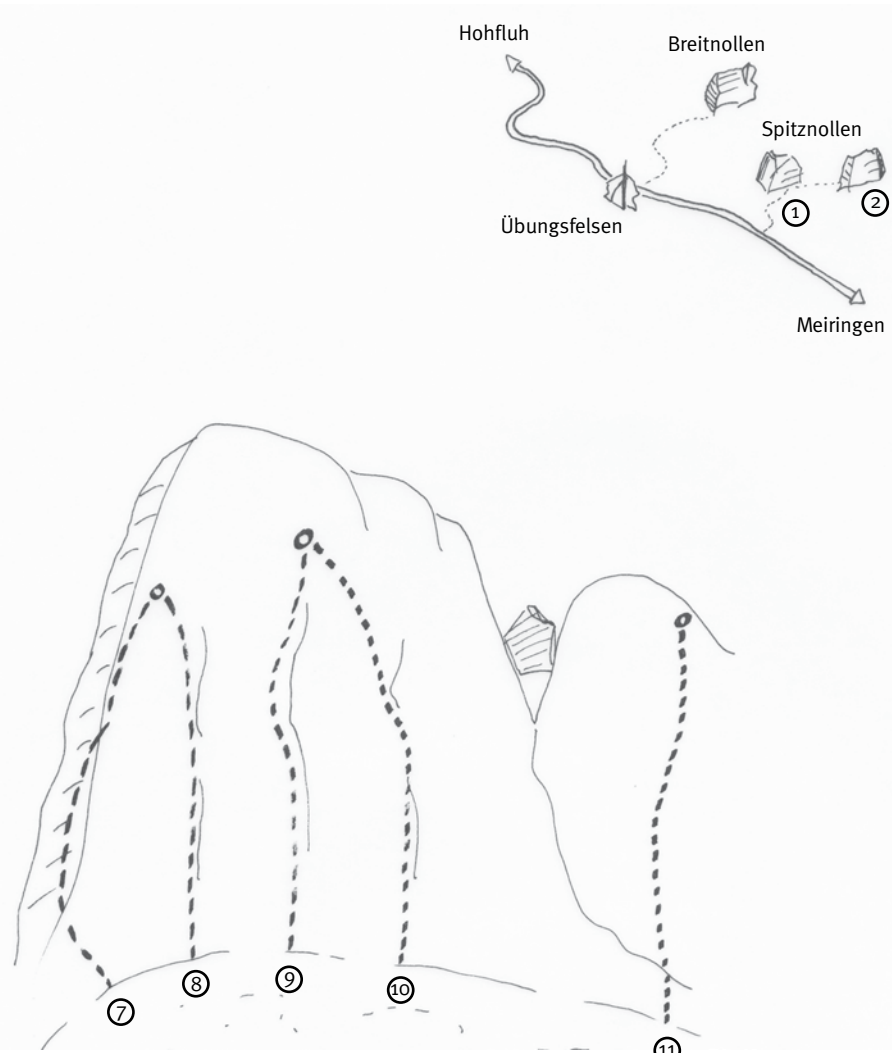 Hohfluh
Breitnollen
Spitznollen
1
2
Übungsfelsen
Meiringen
7
8
9
10
11